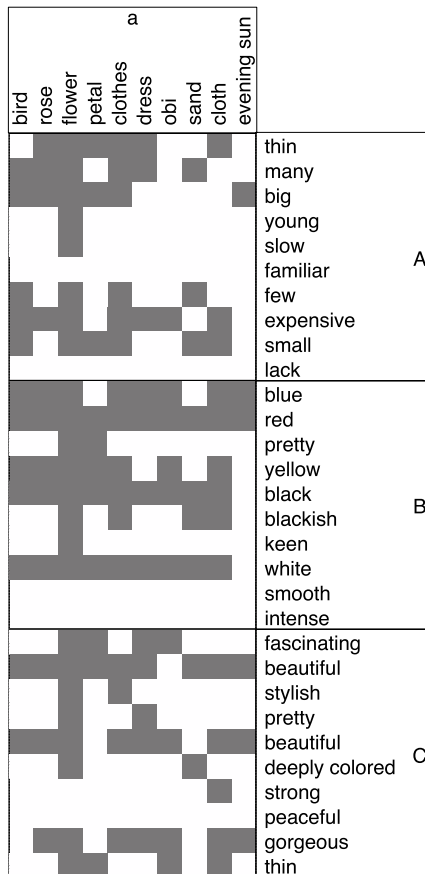 a
bird
rose
flower
petal
clothes
dress
obi
sand
cloth
evening sun
thin
many
big
young
slow
familiar
few
expensive
small
lack
A
blue
red
pretty
yellow
black
blackish
keen
white
smooth
intense
B
fascinating
beautiful
stylish
pretty
beautiful
deeply colored
strong
peaceful
gorgeous
thin
C